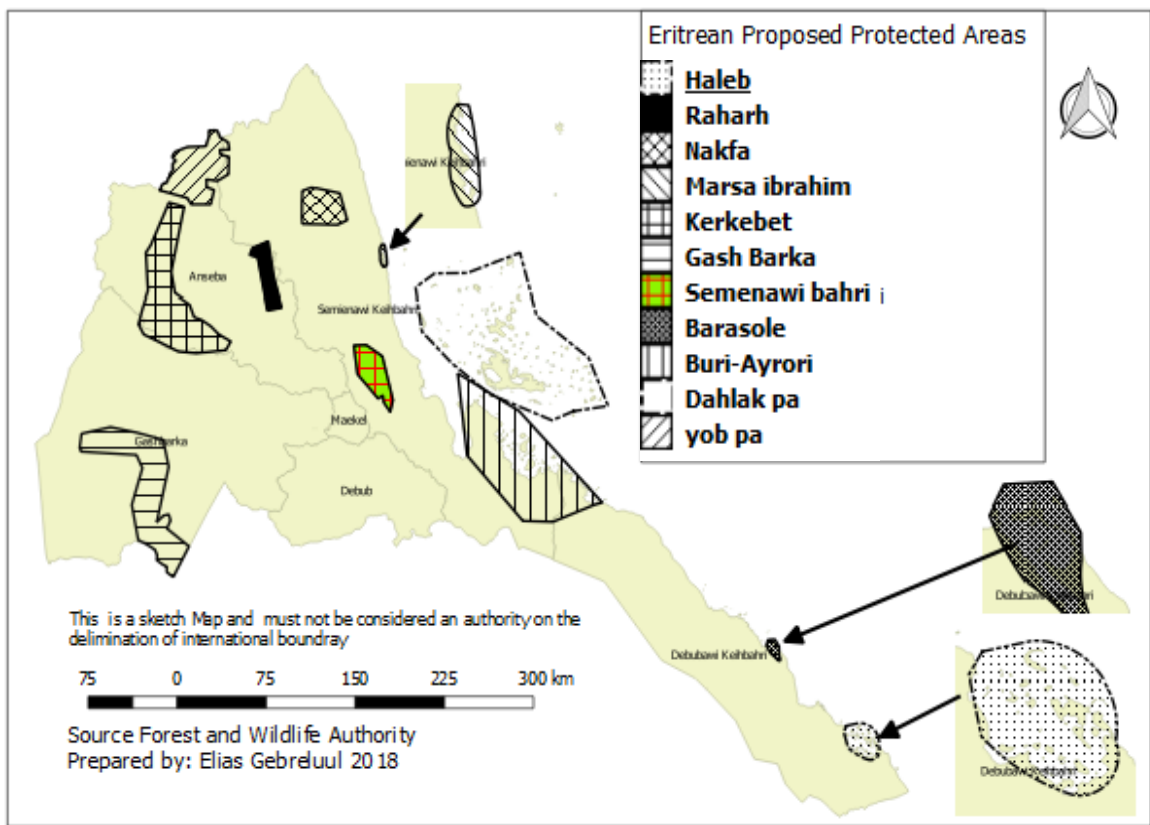 Eritrean Proposed Protected Areas
Haleb
Raharh
Nakfa
Marsa ibrahim
Kerkebet
Gash Barka
Semenawi bahri i
Barasole
Buri-Ayrori
Dahlak pa
yob pa
Anseba
Semienawi Keihbahri
Maekel
Gash barka
Debub
Debubawi Keihbahri
Debubawi Keihbahri
This is a sketch Map and must not be considered an authority on the
delimination of international boundray
75 0 75 150 225 300 km
Source Forest and Wildlife Authority
Prepared by: Elias Gebreluul 2018